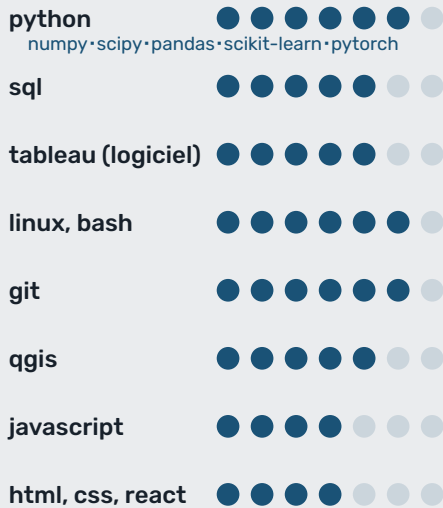 python
numpy·scipy·pandas·scikit-learn·pytorch
sql
tableau (logiciel)
linux, bash
git
qgis
javascript
html, css, react